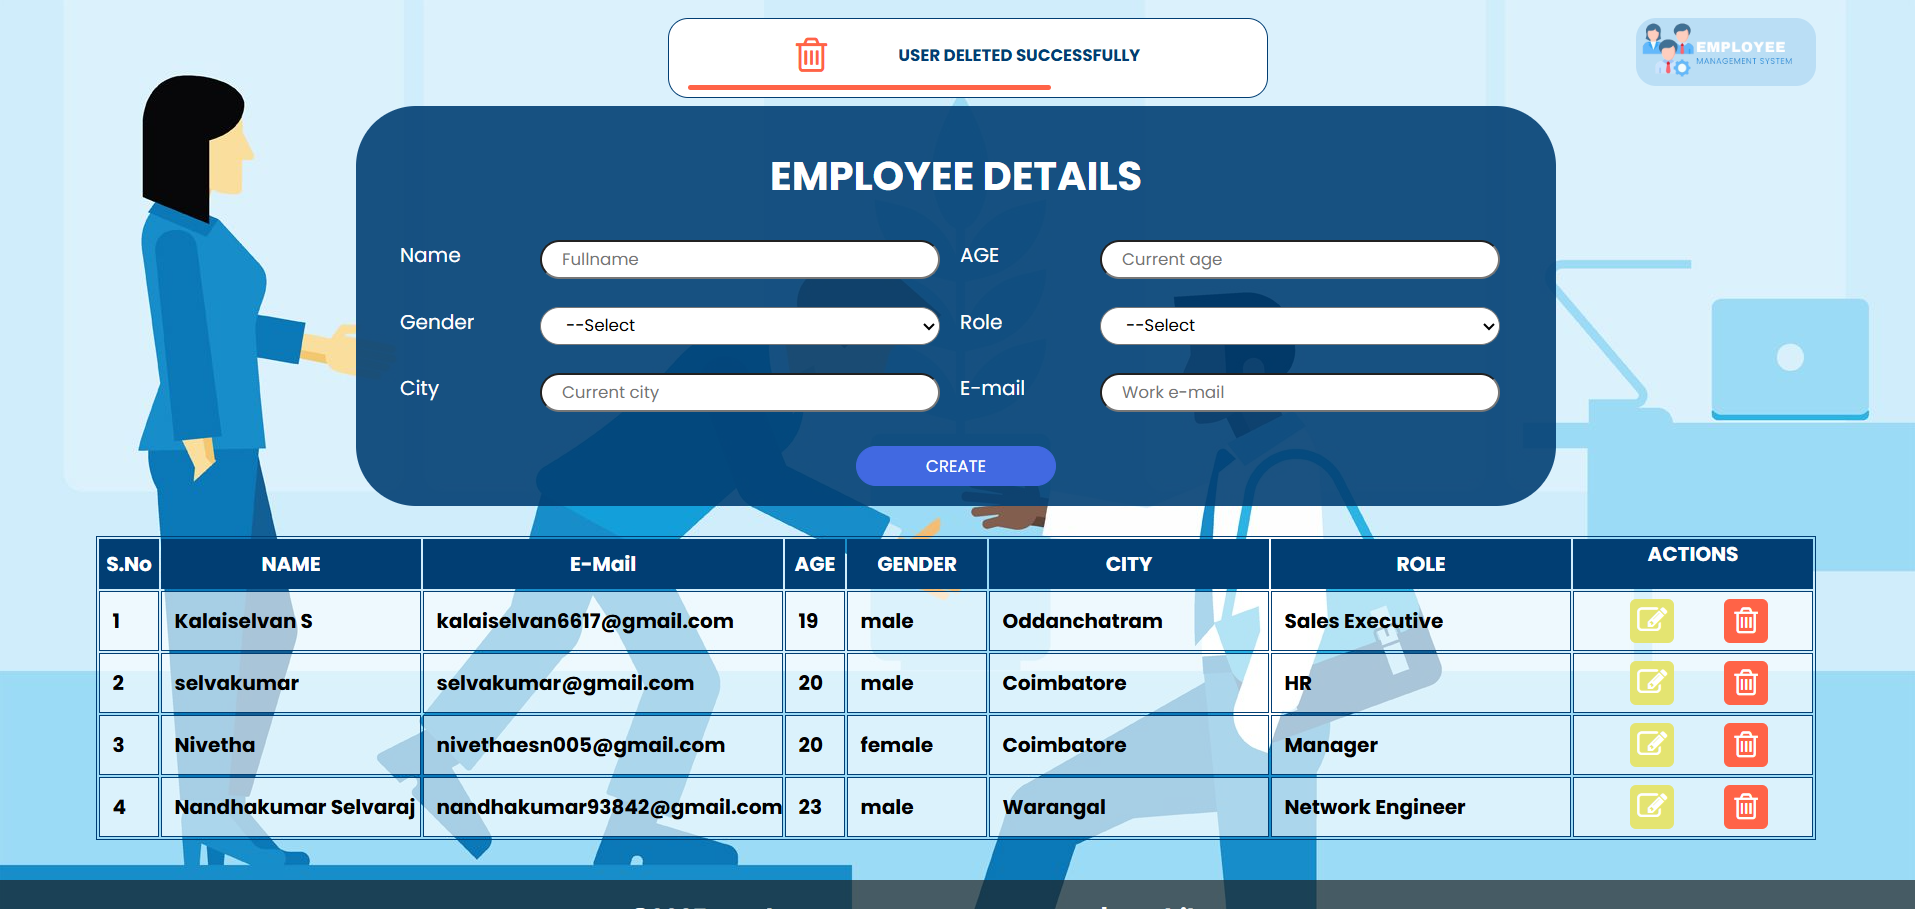 USER DELETED SUCCESSFULLY
EMPLOYEE
MANAGEMENT SYSTEM
EMPLOYEE DETAILS
Name Fullname AGE Current age
Gender --Select Role --Select
City Current city E-mail Work e-mail
CREATE
S.No NAME E-Mail AGE GENDER CITY ROLE ACTIONS
1 Kalaiselvan S kalaiselvan6617@gmail.com 19 male Oddanchatram Sales Executive
2 selvakumar selvakumar@gmail.com 20 male Coimbatore HR
3 Nivetha nivethaesn005@gmail.com 20 female Coimbatore Manager
4 Nandhakumar Selvaraj nandhakumar93842@gmail.com 23 male Warangal Network Engineer